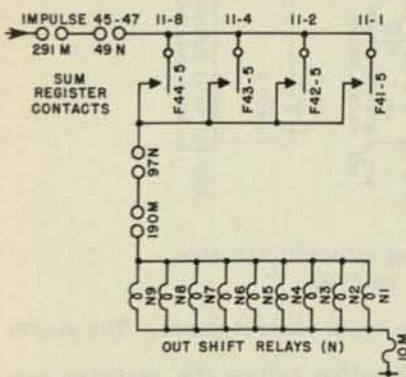 IMPULSE 45-47 11-8 11-4 11-2 11-1
291 M 49 N
SUM
REGISTER
CONTACTS
F44-5 F43-5 F42-5 F41-5
97N
190M
N9 N8 N7 N6 N5 N4 N3 N2 N1
OUT SHIFT RELAYS (N)
10M